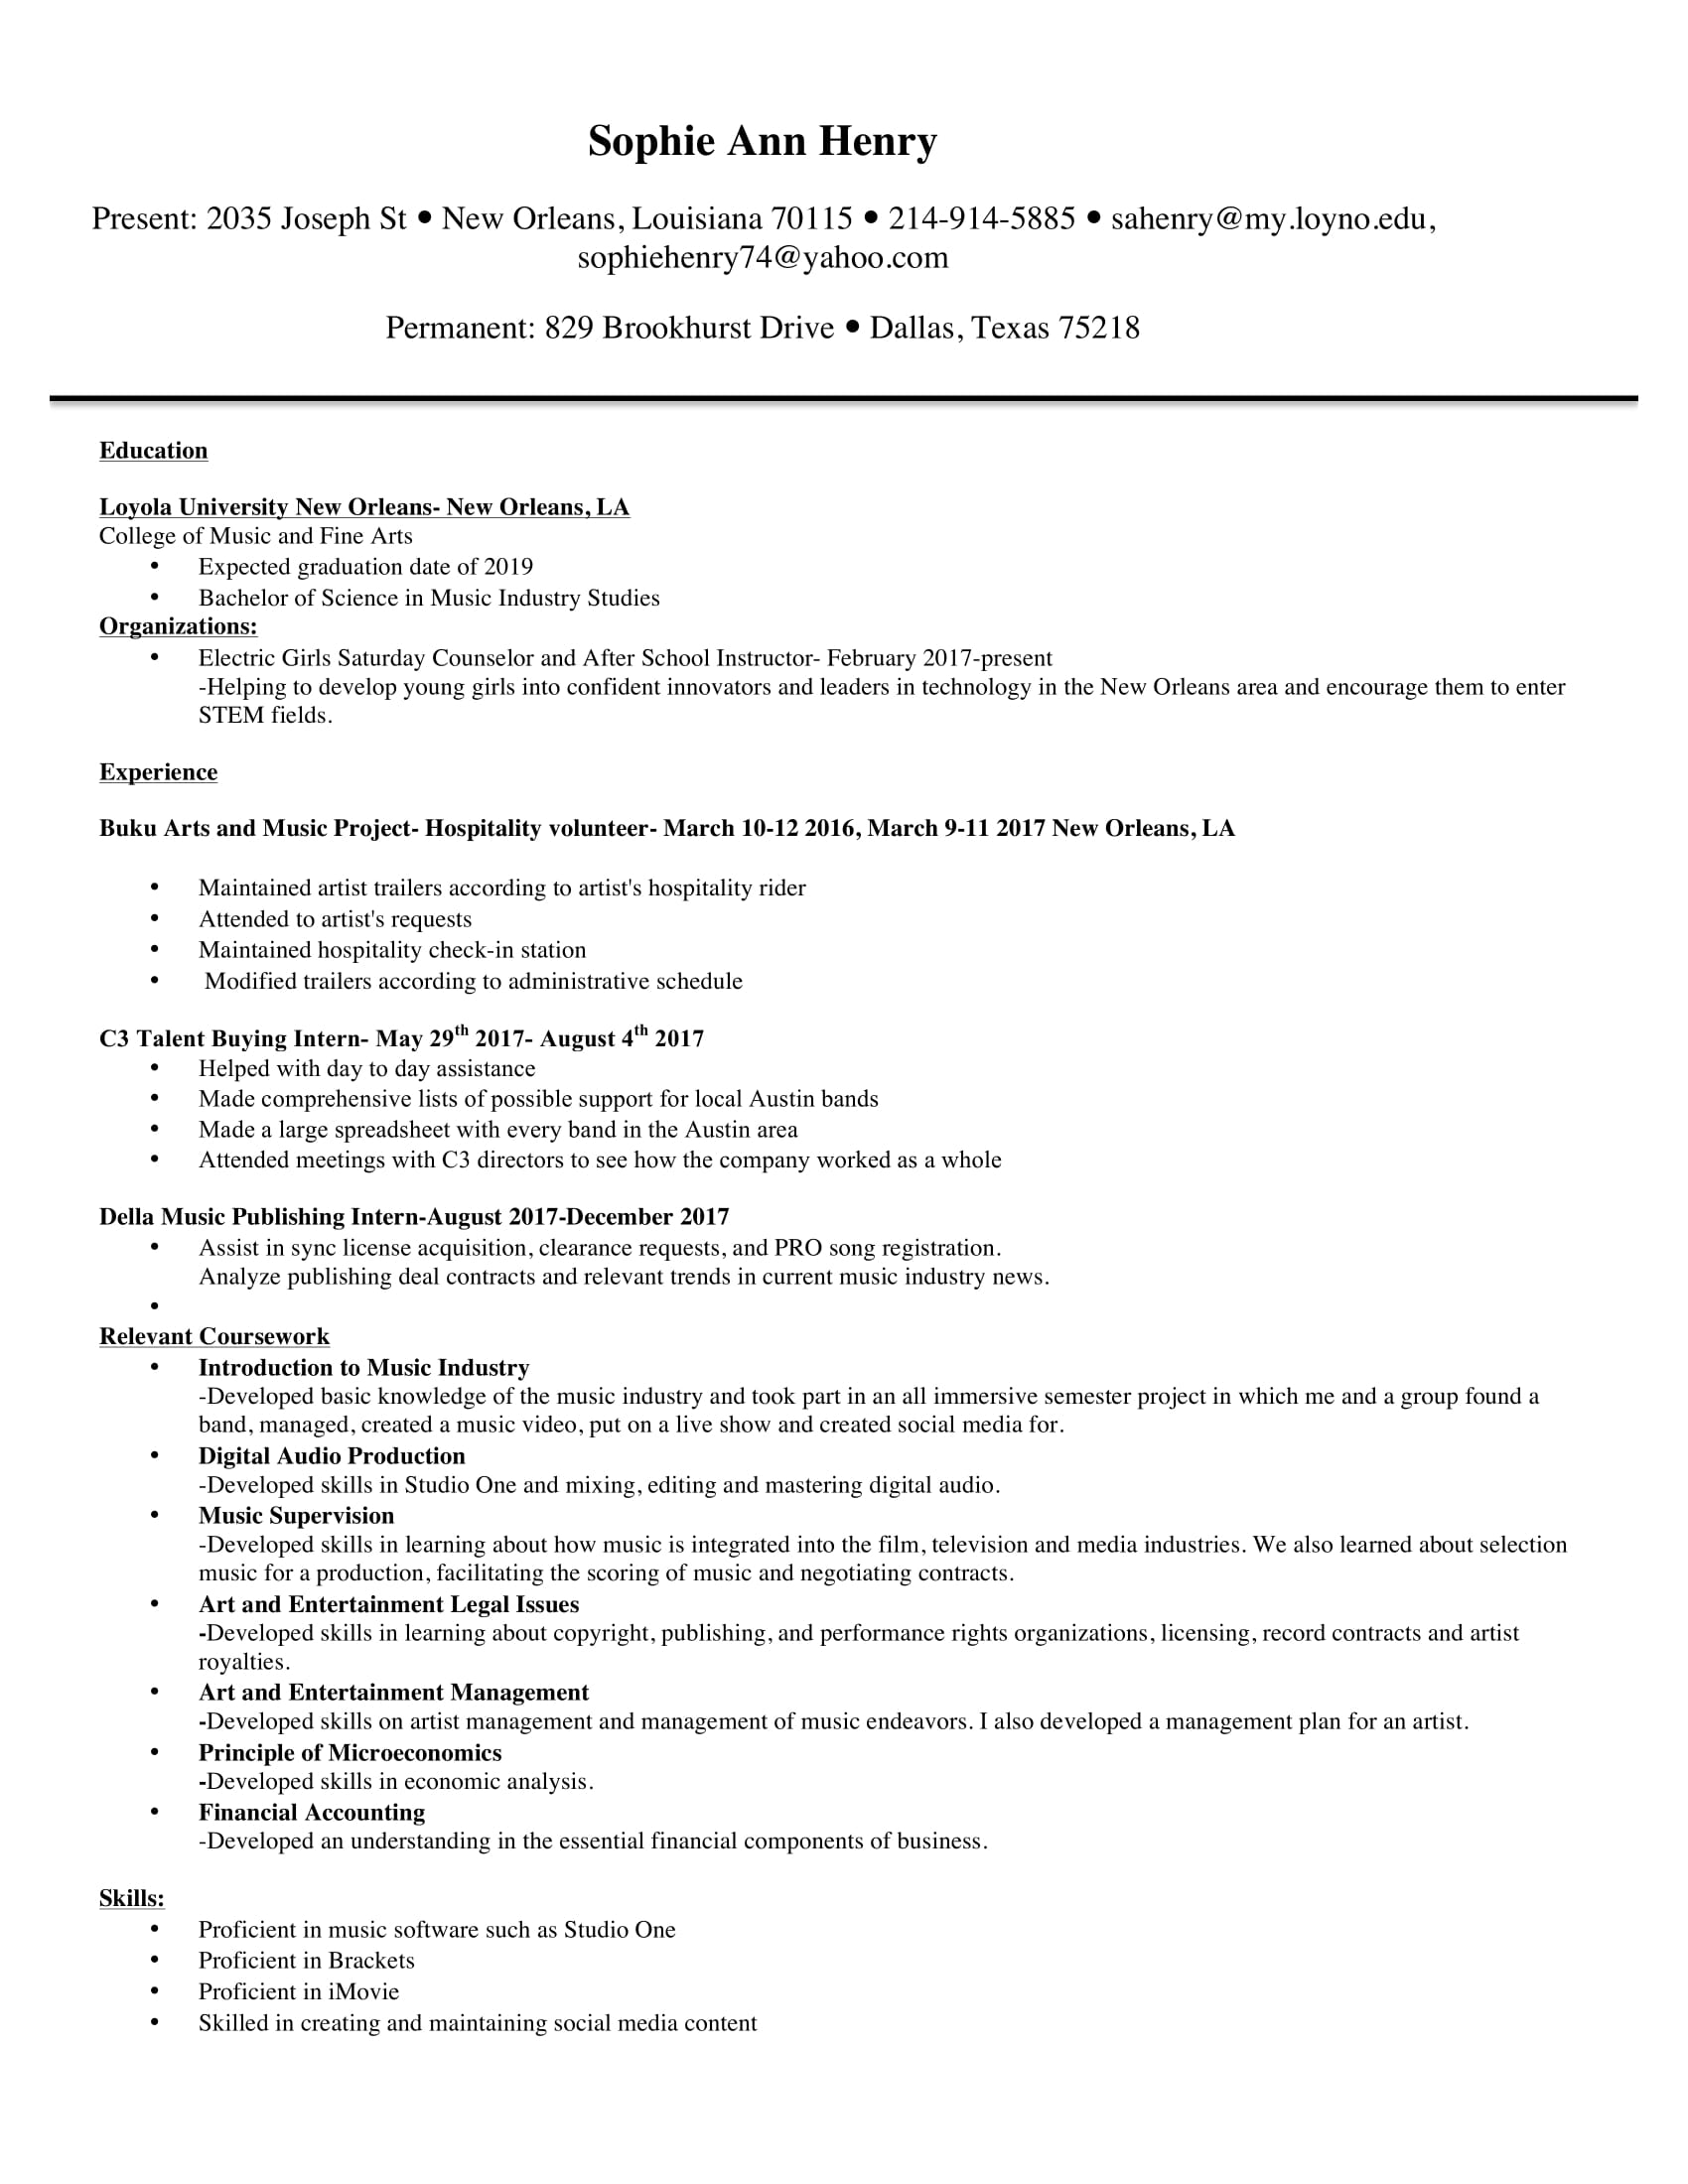 Sophie Ann Henry
Present: 2035 Joseph St • New Orleans, Louisiana 70115 • 214-914-5885 • sahenry@my.loyno.edu,
sophiehenry74@yahoo.com
Permanent: 829 Brookhurst Drive • Dallas, Texas 75218
Education
Loyola University New Orleans- New Orleans, LA
College of Music and Fine Arts
• Expected graduation date of 2019
• Bachelor of Science in Music Industry Studies
Organizations:
• Electric Girls Saturday Counselor and After School Instructor- February 2017-present
-Helping to develop young girls into confident innovators and leaders in technology in the New Orleans area and encourage them to enter
STEM fields.
Experience
Buku Arts and Music Project- Hospitality volunteer- March 10-12 2016, March 9-11 2017 New Orleans, LA
• Maintained artist trailers according to artist's hospitality rider
• Attended to artist's requests
• Maintained hospitality check-in station
• Modified trailers according to administrative schedule
C3 Talent Buying Intern- May 29th 2017- August 4th 2017
• Helped with day to day assistance
• Made comprehensive lists of possible support for local Austin bands
• Made a large spreadsheet with every band in the Austin area
• Attended meetings with C3 directors to see how the company worked as a whole
Della Music Publishing Intern-August 2017-December 2017
• Assist in sync license acquisition, clearance requests, and PRO song registration.
Analyze publishing deal contracts and relevant trends in current music industry news.
•
Relevant Coursework
• Introduction to Music Industry
-Developed basic knowledge of the music industry and took part in an all immersive semester project in which me and a group found a
band, managed, created a music video, put on a live show and created social media for.
• Digital Audio Production
-Developed skills in Studio One and mixing, editing and mastering digital audio.
• Music Supervision
-Developed skills in learning about how music is integrated into the film, television and media industries. We also learned about selection
music for a production, facilitating the scoring of music and negotiating contracts.
• Art and Entertainment Legal Issues
-Developed skills in learning about copyright, publishing, and performance rights organizations, licensing, record contracts and artist
royalties.
• Art and Entertainment Management
-Developed skills on artist management and management of music endeavors. I also developed a management plan for an artist.
• Principle of Microeconomics
-Developed skills in economic analysis.
• Financial Accounting
-Developed an understanding in the essential financial components of business.
Skills:
• Proficient in music software such as Studio One
• Proficient in Brackets
• Proficient in iMovie
• Skilled in creating and maintaining social media content